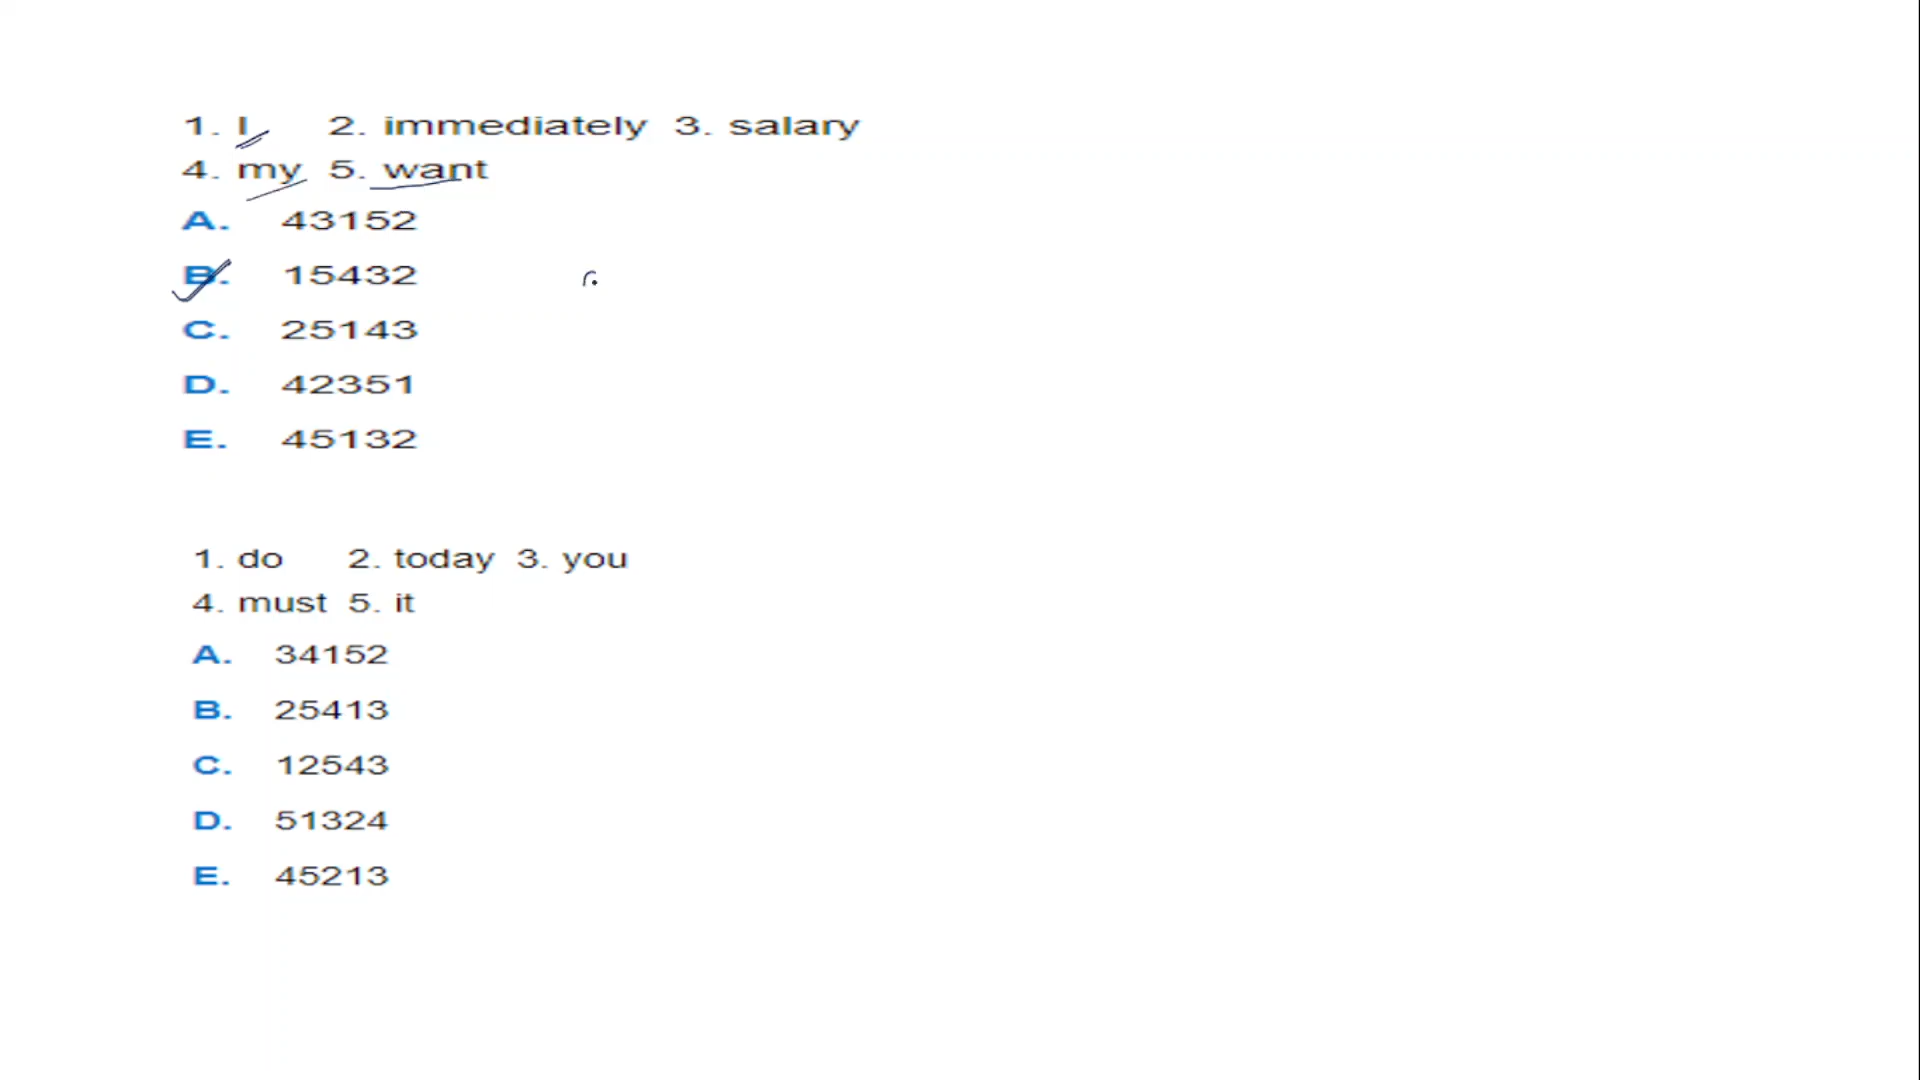 1. I 2. immediately 3. salary
4. my 5. want
A. 43152
B. 15432
C. 25143
D. 42351
E. 45132
1. do 2. today 3. you
4. must 5. it
A. 34152
B. 25413
C. 12543
D. 51324
E. 45213